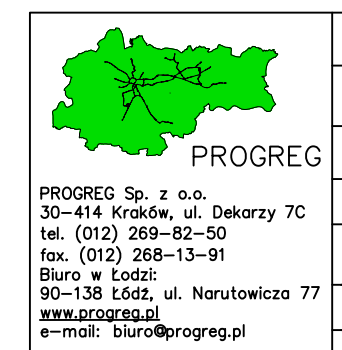 PROGREG
PROGREG Sp. z o.o.
30-414 Kraków, ul. Dekarzy 7C
tel. (012) 269-82-50
fax. (012) 268-13-91
Biuro w Łodzi:
90-138 Łódź, ul. Narutowicza 77
www.progreg.pl
e-mail: biuro@progreg.pl